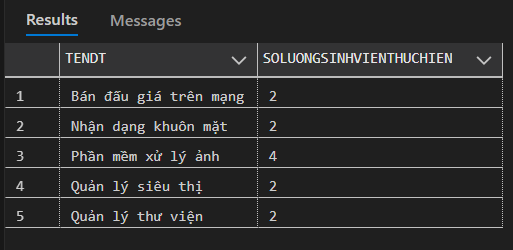 Results Messages
TENDT SOLUONGSINHVIENTHUCHIEN
1 Bán đấu giá trên mạng 2
2 Nhận dạng khuôn mặt 2
3 Phần mềm xử lý ảnh 4
4 Quản lý siêu thị 2
5 Quản lý thư viện 2